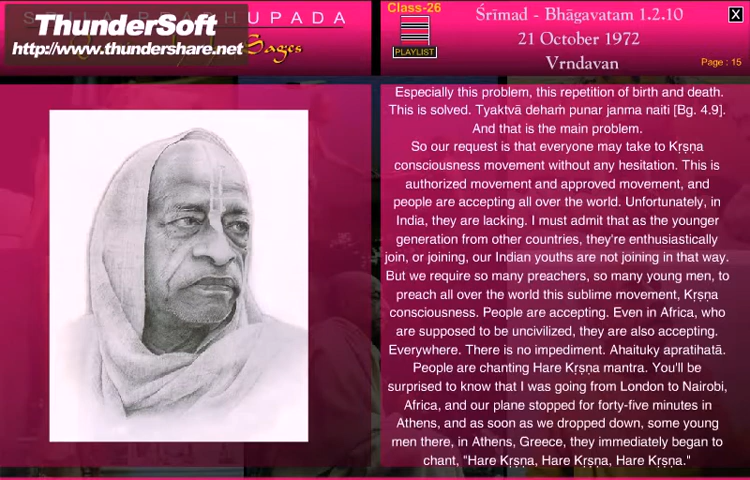 ThunderSoft
http://www.thundershare.net
Sages
Class-26
PLAYLIST
Śrīmad - Bhāgavatam 1.2.10
21 October 1972
Vrndavan
X
Page : 15
Especially this problem, this repetition of birth and death.
This is solved. Tyaktvā dehaṁ punar janma naiti [Bg. 4.9].
And that is the main problem.
So our request is that everyone may take to Kṛṣṇa
consciousness movement without any hesitation. This is
authorized movement and approved movement, and
people are accepting all over the world. Unfortunately, in
India, they are lacking. I must admit that as the younger
generation from other countries, they're enthusiastically
join, or joining, our Indian youths are not joining in that way.
But we require so many preachers, so many young men, to
preach all over the world this sublime movement, Kṛṣṇa
consciousness. People are accepting. Even in Africa, who
are supposed to be uncivilized, they are also accepting.
Everywhere. There is no impediment. Ahaituky apratihatā.
People are chanting Hare Kṛṣṇa mantra. You'll be
surprised to know that I was going from London to Nairobi,
Africa, and our plane stopped for forty-five minutes in
Athens, and as soon as we dropped down, some young
men there, in Athens, Greece, they immediately began to
chant, "Hare Kṛṣṇa, Hare Kṛṣṇa, Hare Kṛṣṇa."